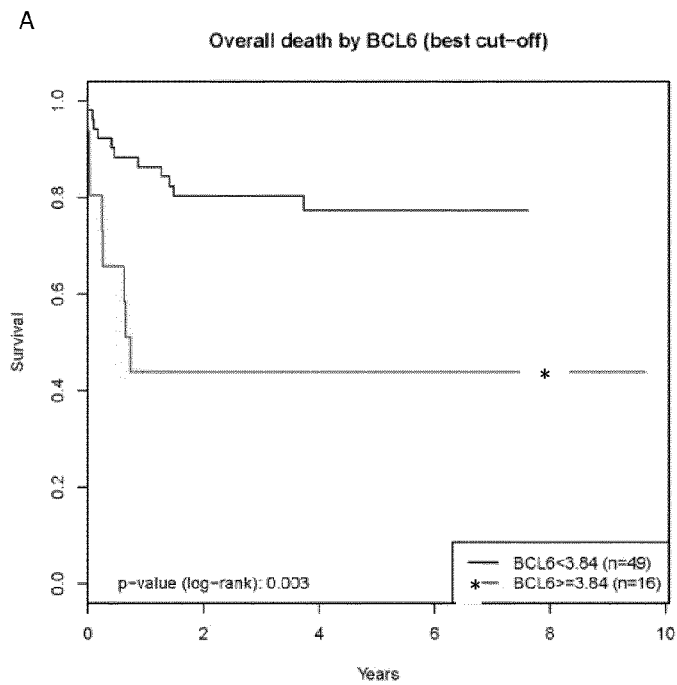 A
Overall death by BCL6 (best cut-off)
1.0
0.8
0.6
0.4
0.2
0.0
Survival
*
p-value (log-rank): 0.003
BCL6<3.84 (n=49)
* BCL6>=3.84 (n=16)
0 2 4 6 8 10
Years